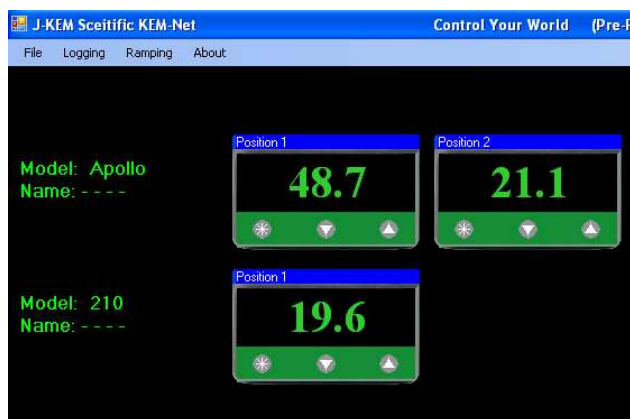 J-KEM Sceitific KEM-Net Control Your World (Pre-
File Logging Ramping About
Position 1 Position 2
Model: Apollo
Name: - - - -
48.7 21.1
Position 1
Model: 210
Name: - - - -
19.6